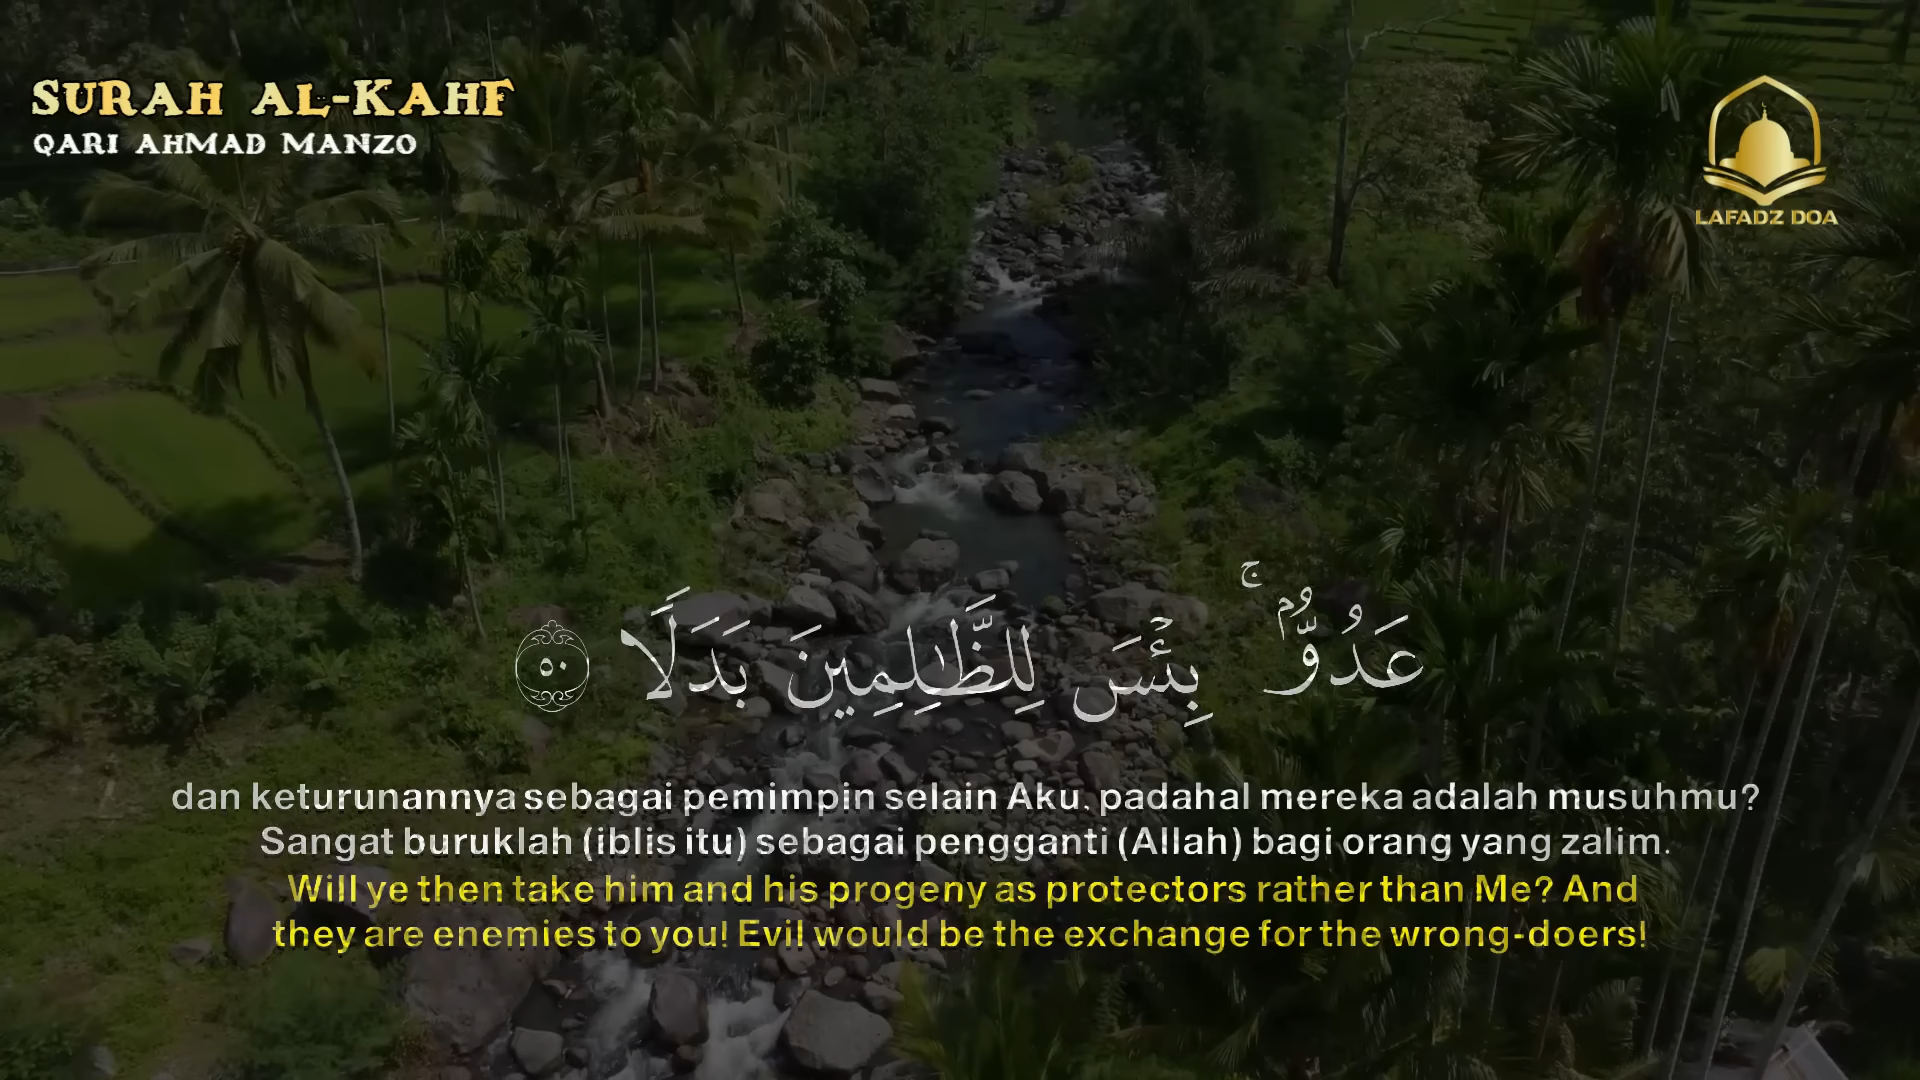 SURAH AL-KAHF
QARI AHMAD MANZO
LAFADZ DOA
عَدُوٌّۢ ۚ بِئْسَ لِلظَّٰلِمِينَ بَدَلًا ٥٠
dan keturunannya sebagai pemimpin selain Aku, padahal mereka adalah musuhmu?
Sangat buruklah (iblis itu) sebagai pengganti (Allah) bagi orang yang zalim.
Will ye then take him and his progeny as protectors rather than Me? And
they are enemies to you! Evil would be the exchange for the wrong-doers!